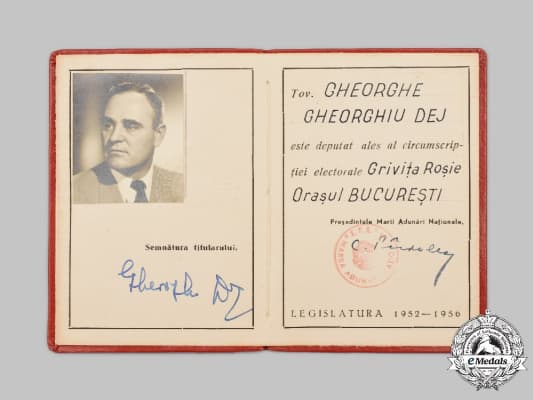 Semnătura titularului.
Gheorghiu Dej
Tov. GHEORGHE
GHEORGHIU DEJ
este deputat ales al circumscrip-
ției electorale Grivița Roșie
Orașul BUCUREȘTI
Președintele Marii Adunări Naționale,
LEGISLATURA 1952—1956
eMedals